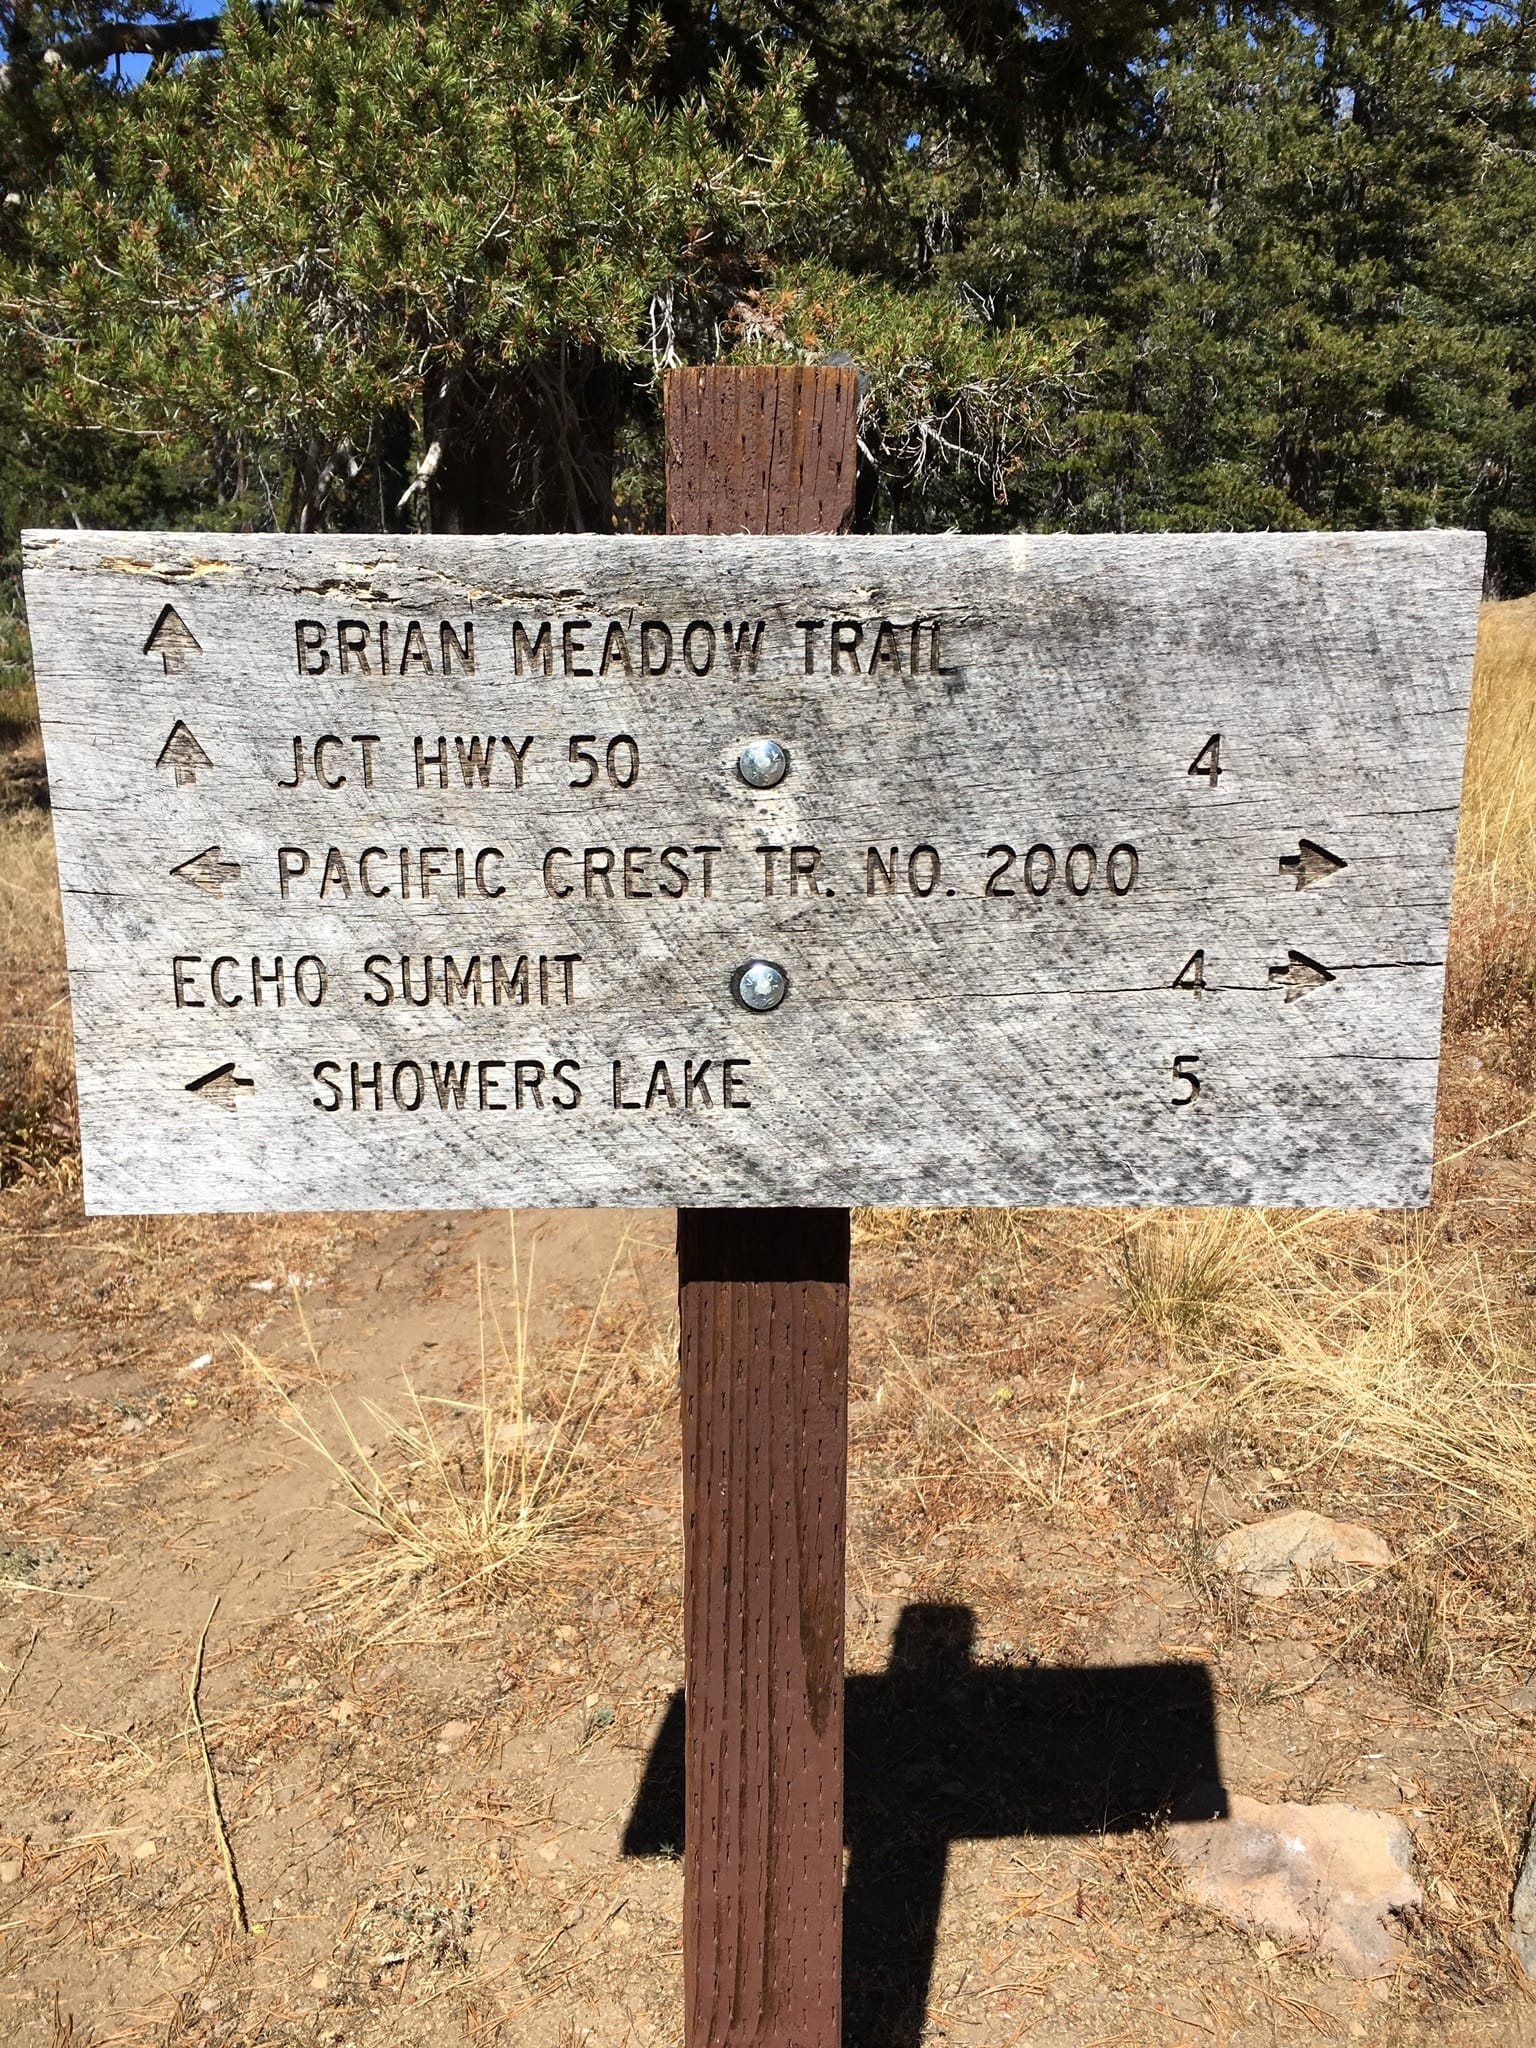 ↑ BRIAN MEADOW TRAIL
↑ JCT HWY 50 4
← PACIFIC CREST TR. NO. 2000 →
ECHO SUMMIT 4 →
← SHOWERS LAKE 5